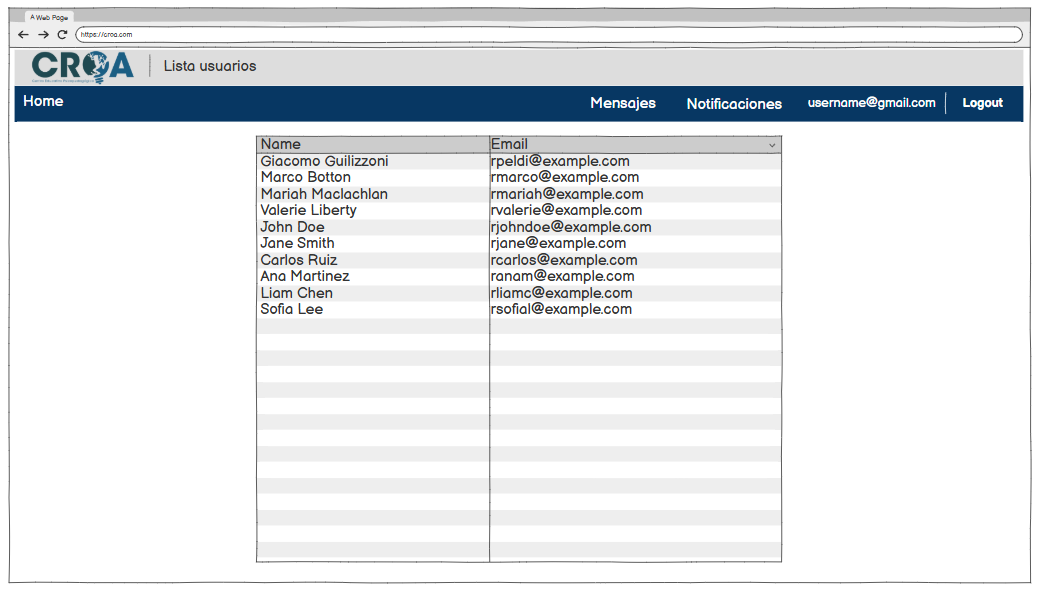 A Web Page
https://croa.com
CROA
Lista usuarios
Home
Mensajes
Notificaciones
username@gmail.com
Logout
Name Email
Giacomo Guilizzoni rpeldi@example.com
Marco Botton rmarco@example.com
Mariah Maclachlan rmariah@example.com
Valerie Liberty rvalerie@example.com
John Doe rjohndoe@example.com
Jane Smith rjane@example.com
Carlos Ruiz rcarlos@example.com
Ana Martinez ranam@example.com
Liam Chen rliamc@example.com
Sofia Lee rsofial@example.com